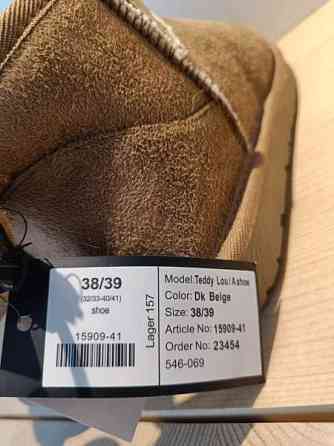 38/39
(32/33-40/41)
shoe
15909-41
Lager 157
Model: Teddy Lou/Ashoe
Color: Dk Beige
Size: 38/39
Article No: 15909-41
Order No: 23454
546-069